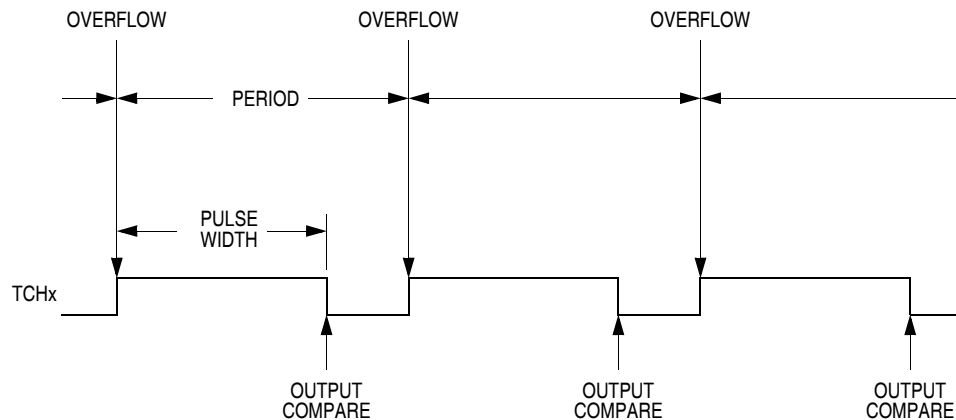 OVERFLOW
OVERFLOW
OVERFLOW
PERIOD
PULSE
WIDTH
TCHx
OUTPUT
COMPARE
OUTPUT
COMPARE
OUTPUT
COMPARE